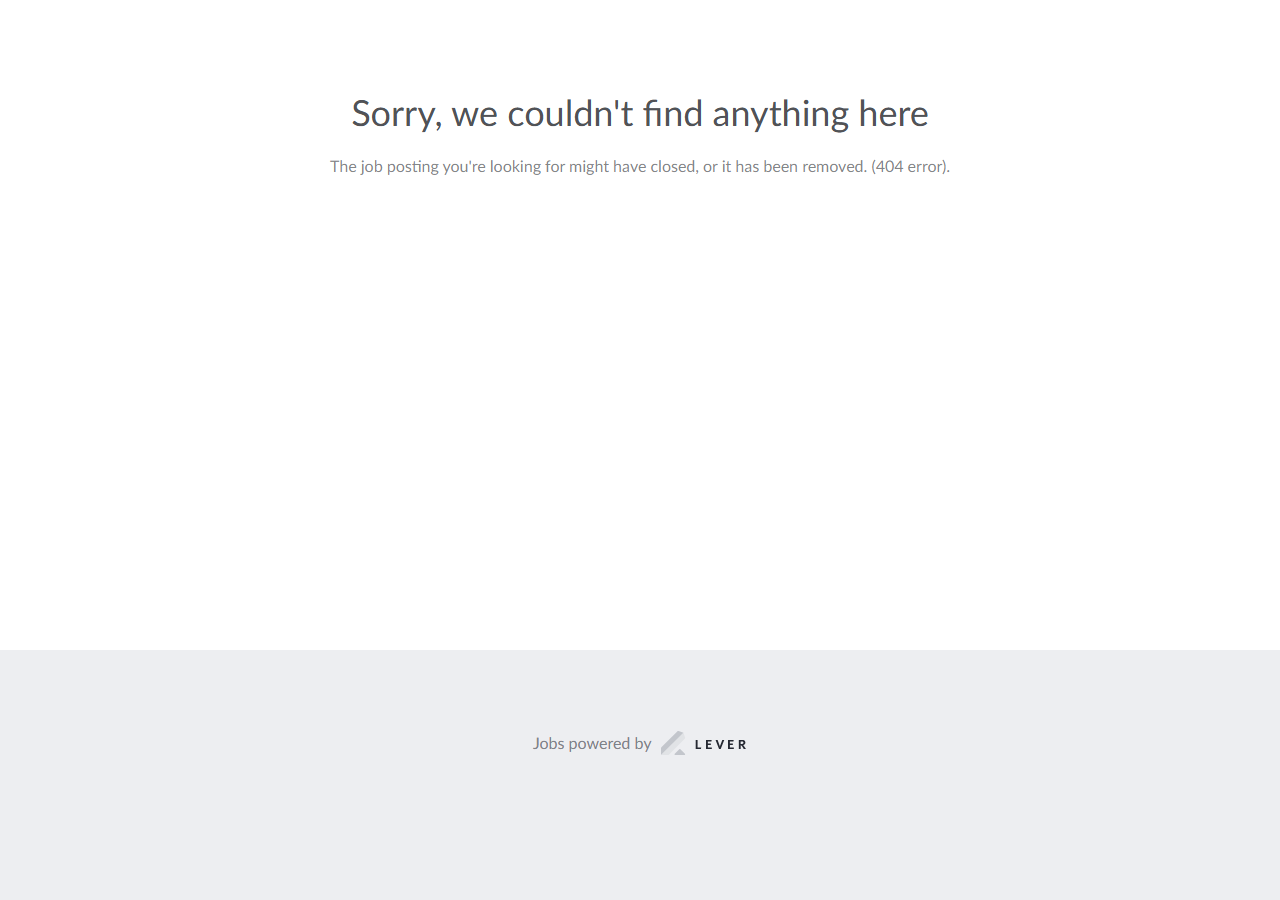 Sorry, we couldn't find anything here
The job posting you're looking for might have closed, or it has been removed. (404 error).
Jobs powered by LEVER